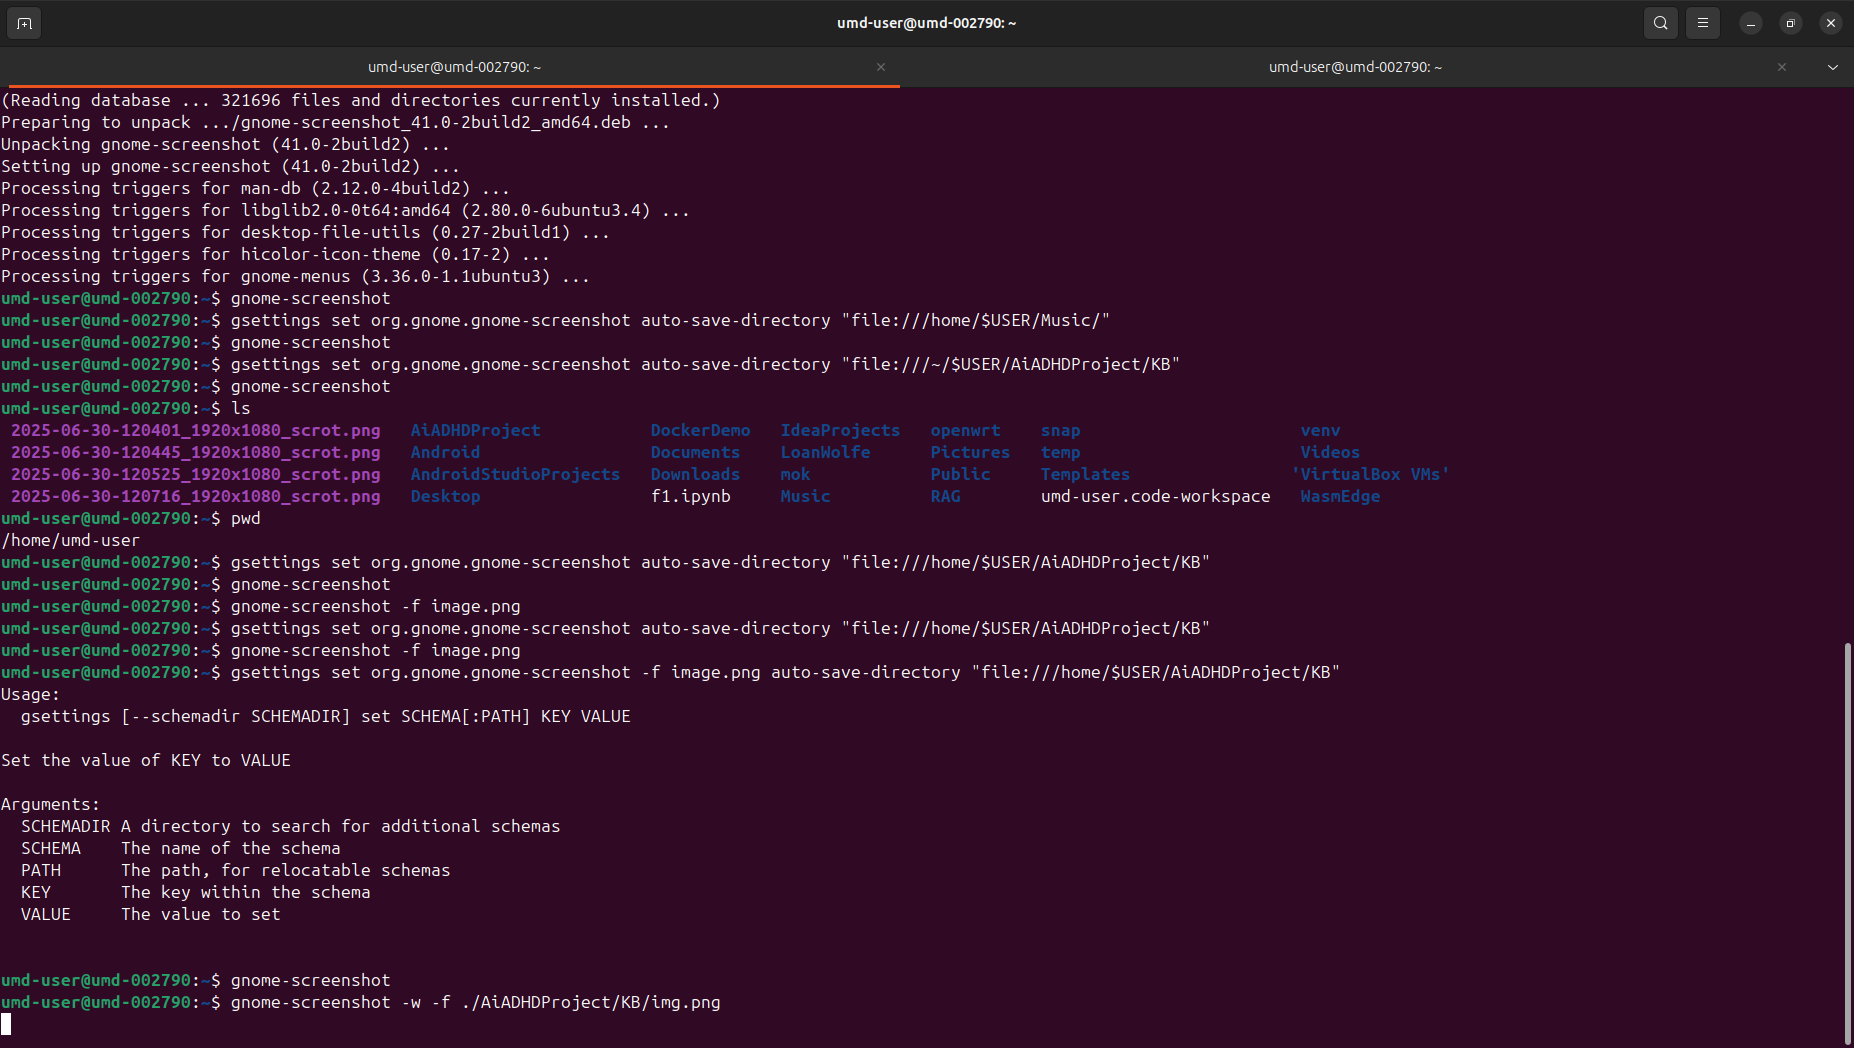 umd-user@umd-002790: ~
umd-user@umd-002790: ~
umd-user@umd-002790: ~
(Reading database ... 321696 files and directories currently installed.)
Preparing to unpack .../gnome-screenshot_41.0-2build2_amd64.deb ...
Unpacking gnome-screenshot (41.0-2build2) ...
Setting up gnome-screenshot (41.0-2build2) ...
Processing triggers for man-db (2.12.0-4build2) ...
Processing triggers for libglib2.0-0t64:amd64 (2.80.0-6ubuntu3.4) ...
Processing triggers for desktop-file-utils (0.27-2build1) ...
Processing triggers for hicolor-icon-theme (0.17-2) ...
Processing triggers for gnome-menus (3.36.0-1.1ubuntu3) ...
umd-user@umd-002790:~$ gnome-screenshot
umd-user@umd-002790:~$ gsettings set org.gnome.gnome-screenshot auto-save-directory "file:///home/$USER/Music/"
umd-user@umd-002790:~$ gnome-screenshot
umd-user@umd-002790:~$ gsettings set org.gnome.gnome-screenshot auto-save-directory "file:///~/$USER/AiADHDProject/KB"
umd-user@umd-002790:~$ gnome-screenshot
umd-user@umd-002790:~$ ls
2025-06-30-120401_1920x1080_scrot.png AiADHDProject DockerDemo IdeaProjects openwrt snap venv
2025-06-30-120445_1920x1080_scrot.png Android Documents LoanWolfe Pictures temp Videos
2025-06-30-120525_1920x1080_scrot.png AndroidStudioProjects Downloads mok Public Templates 'VirtualBox VMs'
2025-06-30-120716_1920x1080_scrot.png Desktop f1.ipynb Music RAG umd-user.code-workspace WasmEdge
umd-user@umd-002790:~$ pwd
/home/umd-user
umd-user@umd-002790:~$ gsettings set org.gnome.gnome-screenshot auto-save-directory "file:///home/$USER/AiADHDProject/KB"
umd-user@umd-002790:~$ gnome-screenshot
umd-user@umd-002790:~$ gnome-screenshot -f image.png
umd-user@umd-002790:~$ gsettings set org.gnome.gnome-screenshot auto-save-directory "file:///home/$USER/AiADHDProject/KB"
umd-user@umd-002790:~$ gnome-screenshot -f image.png
umd-user@umd-002790:~$ gsettings set org.gnome.gnome-screenshot -f image.png auto-save-directory "file:///home/$USER/AiADHDProject/KB"
Usage:
gsettings [--schemadir SCHEMADIR] set SCHEMA[:PATH] KEY VALUE
Set the value of KEY to VALUE
Arguments:
SCHEMADIR A directory to search for additional schemas
SCHEMA The name of the schema
PATH The path, for relocatable schemas
KEY The key within the schema
VALUE The value to set
umd-user@umd-002790:~$ gnome-screenshot
umd-user@umd-002790:~$ gnome-screenshot -w -f ./AiADHDProject/KB/img.png